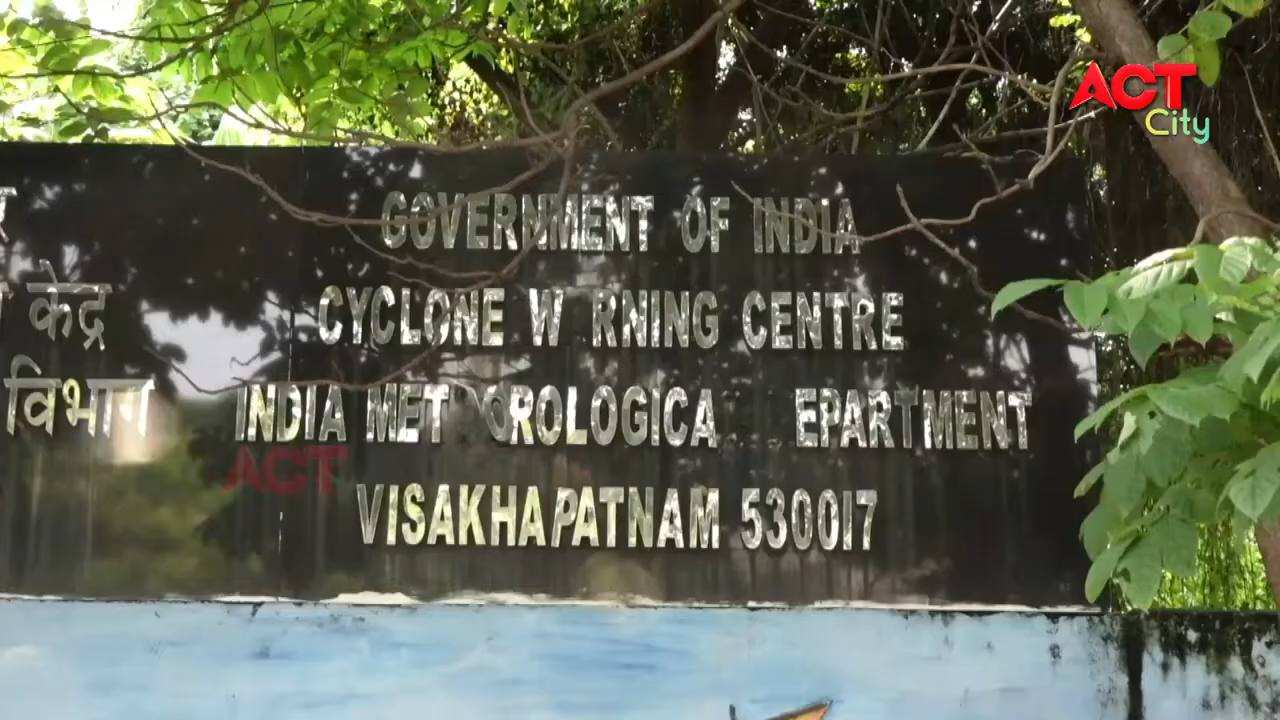 ACT
City
GOVERNMENT OF INDIA
केंद्र
CYCLONE W RNING CENTRE
विभाग
INDIA MET OROLOGICA EPARTMENT
ACT
VISAKHAPATNAM 530017